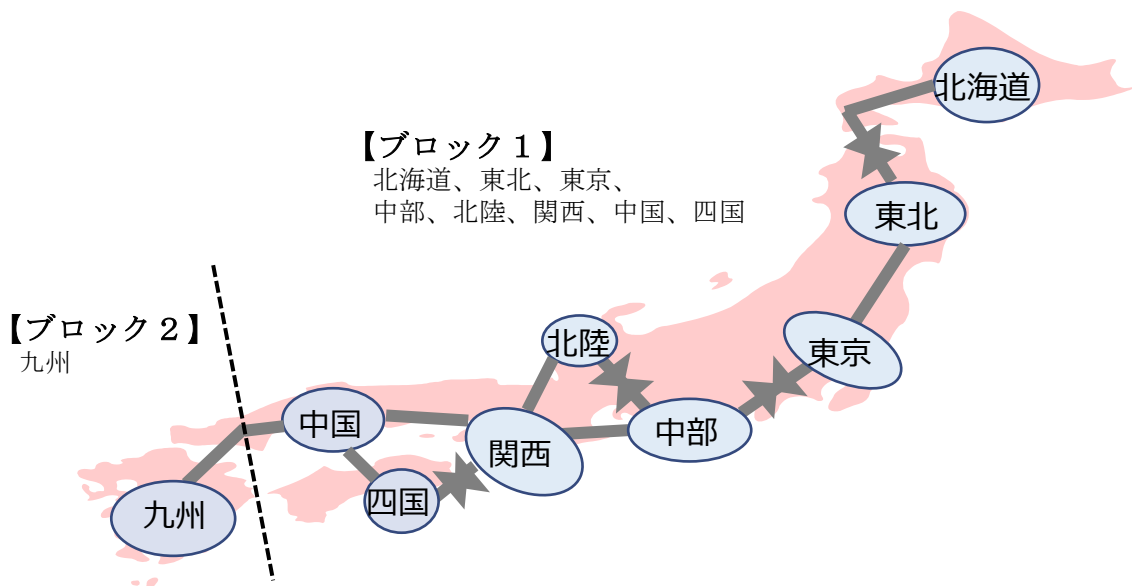 北海道
【ブロック１】
北海道、東北、東京、
中部、北陸、関西、中国、四国
東北
【ブロック２】
九州
北陸
東京
中国
中部
関西
四国
九州